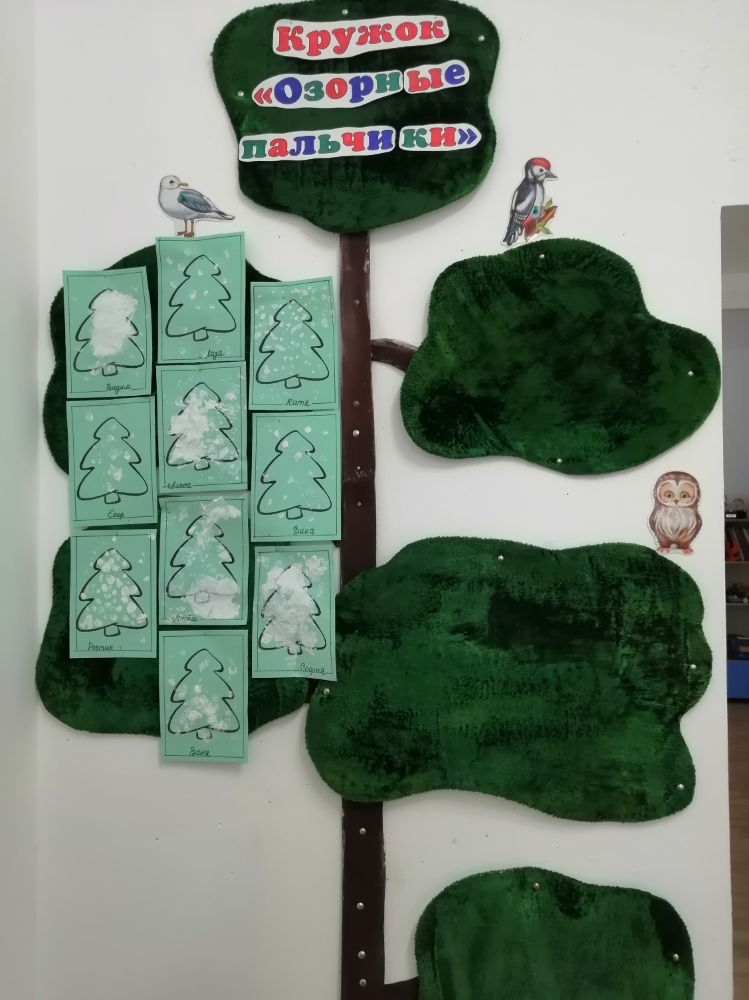 Кружок
«Озорные
пальчики»
Лиза
Вадим
Катя
Алиса
Егор
Вика
Артём
Ростик
София
Ваня